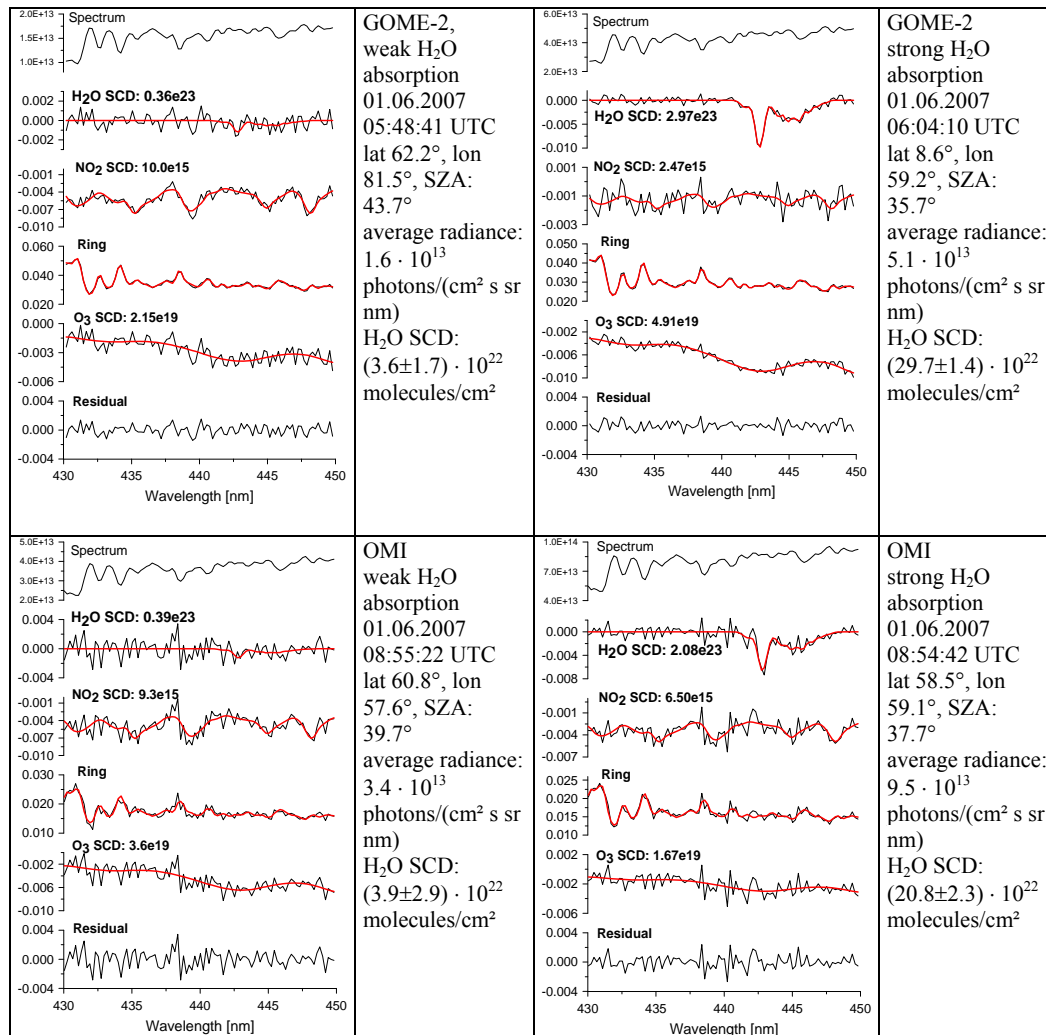 2.0E+13
Spectrum
1.5E+13
1.0E+13
0.002
H2O SCD: 0.36e23
0.000
-0.002
NO2 SCD: 10.0e15
-0.001
-0.004
-0.007
-0.010
0.060
Ring
0.040
0.020
O3 SCD: 2.15e19
0.000
-0.003
-0.006
0.004
Residual
0.000
-0.004
430 435 440 445 450
Wavelength [nm]
GOME-2,
weak H2O
absorption
01.06.2007
05:48:41 UTC
lat 62.2°, lon
81.5°, SZA:
43.7°
average radiance:
1.6 · 10^13
photons/(cm² s sr
nm)
H2O SCD:
(3.6±1.7) · 10^22
molecules/cm²
6.0E+13
Spectrum
4.0E+13
2.0E+13
0.000
H2O SCD: 2.97e23
-0.005
-0.010
NO2 SCD: 2.47e15
0.001
-0.001
-0.003
0.050
Ring
0.040
0.030
0.020
O3 SCD: 4.91e19
-0.002
-0.006
-0.010
0.004
Residual
0.000
-0.004
430 435 440 445 450
Wavelength [nm]
GOME-2
strong H2O
absorption
01.06.2007
06:04:10 UTC
lat 8.6°, lon
59.2°, SZA:
35.7°
average radiance:
5.1 · 10^13
photons/(cm² s sr
nm)
H2O SCD:
(29.7±1.4) · 10^22
molecules/cm²
5.0E+13
Spectrum
4.0E+13
3.0E+13
2.0E+13
H2O SCD: 0.39e23
0.004
0.000
-0.004
NO2 SCD: 9.3e15
-0.001
-0.004
-0.007
-0.010
0.030
Ring
0.020
0.010
O3 SCD: 3.6e19
-0.002
-0.006
-0.010
0.004
Residual
0.000
-0.004
430 435 440 445 450
Wavelength [nm]
OMI
weak H2O
absorption
01.06.2007
08:55:22 UTC
lat 60.8°, lon
57.6°, SZA:
39.7°
average radiance:
3.4 · 10^13
photons/(cm² s sr
nm)
H2O SCD:
(3.9±2.9) · 10^22
molecules/cm²
1.0E+14
Spectrum
7.0E+13
4.0E+13
0.000
H2O SCD: 2.08e23
-0.004
-0.008
NO2 SCD: 6.50e15
-0.001
-0.004
-0.007
0.025
Ring
0.020
0.015
0.010
0.002
O3 SCD: 1.67e19
-0.002
-0.006
0.004
Residual
0.000
-0.004
430 435 440 445 450
Wavelength [nm]
OMI
strong H2O
absorption
01.06.2007
08:54:42 UTC
lat 58.5°, lon
59.1°, SZA:
37.7°
average radiance:
9.5 · 10^13
photons/(cm² s sr
nm)
H2O SCD:
(20.8±2.3) · 10^22
molecules/cm²